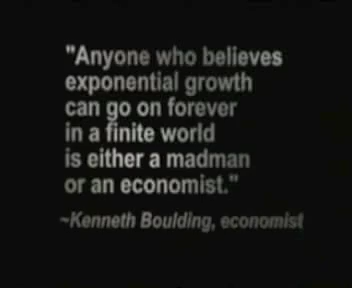 "Anyone who believes
exponential growth
can go on forever
in a finite world
is either a madman
or an economist."
~Kenneth Boulding, economist